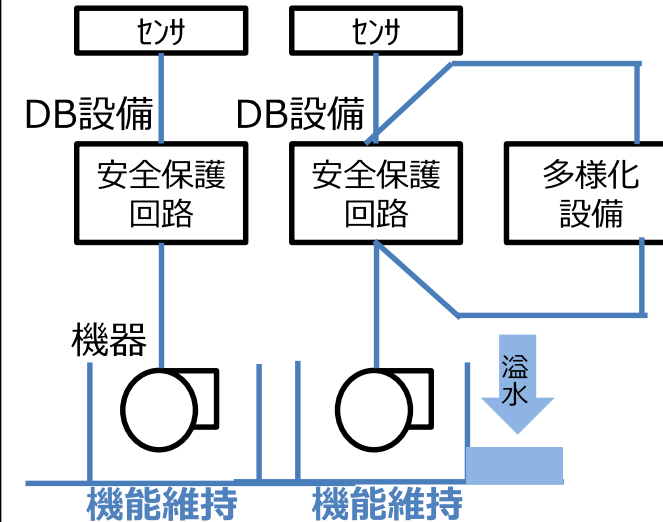 センサ
センサ
DB設備
DB設備
安全保護
回路
安全保護
回路
多様化
設備
機器
溢
水
機能維持
機能維持